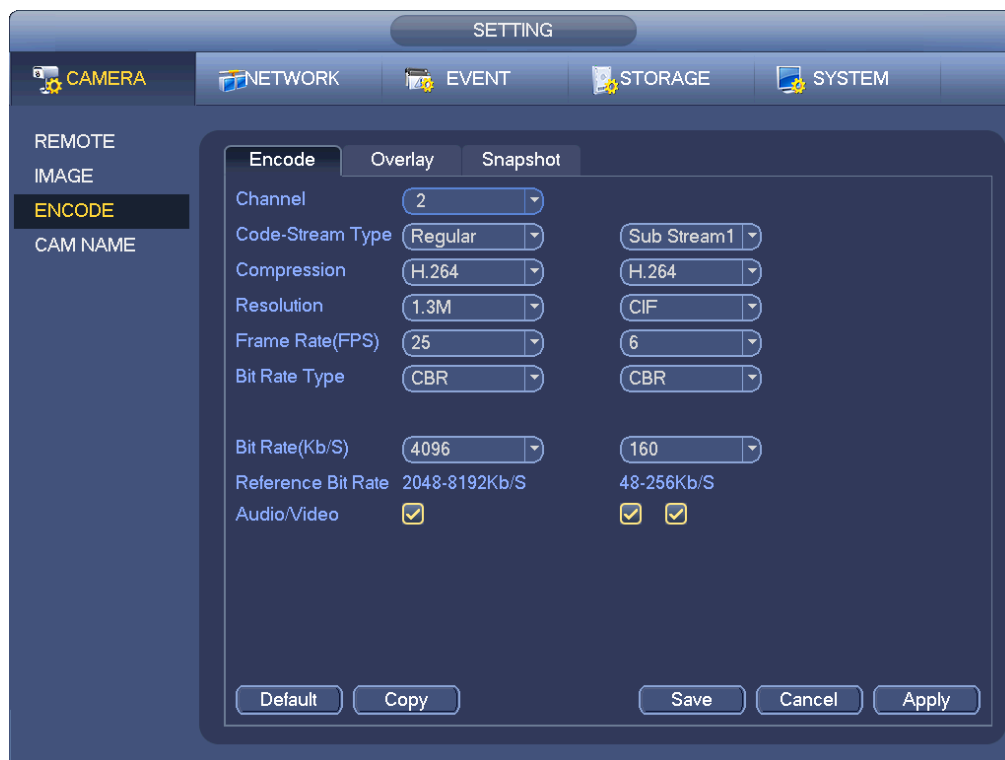 SETTING
CAMERA NETWORK EVENT STORAGE SYSTEM
REMOTE
IMAGE
ENCODE
CAM NAME
Encode Overlay Snapshot
Channel 2
Code-Stream Type Regular Sub Stream1
Compression H.264 H.264
Resolution 1.3M CIF
Frame Rate(FPS) 25 6
Bit Rate Type CBR CBR
Bit Rate(Kb/S) 4096 160
Reference Bit Rate 2048-8192Kb/S 48-256Kb/S
Audio/Video
Default Copy Save Cancel Apply